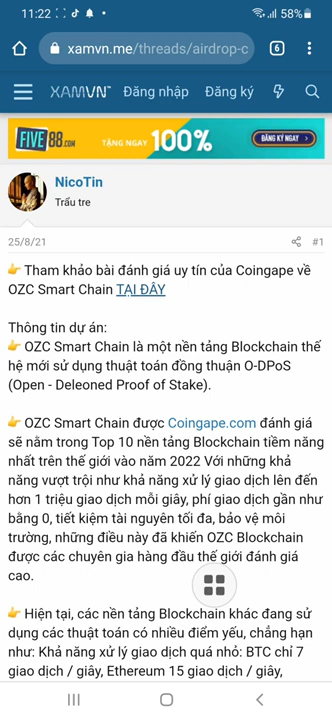 11:22
58%
xamvn.me/threads/airdrop-c
6
XAMVN™ Đăng nhập Đăng ký
FIVE88.COM TẶNG NGAY 100% ĐĂNG KÝ NGAY
NicoTin
Trẩu tre
25/8/21 #1
👉 Tham khảo bài đánh giá uy tín của Coingape về
OZC Smart Chain TẠI ĐÂY
Thông tin dự án:
👉 OZC Smart Chain là một nền tảng Blockchain thế
hệ mới sử dụng thuật toán đồng thuận O-DPoS
(Open - Deleoned Proof of Stake).
👉 OZC Smart Chain được Coingape.com đánh giá
sẽ nằm trong Top 10 nền tảng Blockchain tiềm năng
nhất trên thế giới vào năm 2022 Với những khả
năng vượt trội như khả năng xử lý giao dịch lên đến
hơn 1 triệu giao dịch mỗi giây, phí giao dịch gần như
bằng 0, tiết kiệm tài nguyên tối đa, bảo vệ môi
trường, những điều này đã khiến OZC Blockchain
được các chuyên gia hàng đầu thế giới đánh giá
cao.
👉 Hiện tại, các nền tảng Blockchain khác đang sử
dụng các thuật toán có nhiều điểm yếu, chẳng hạn
như: Khả năng xử lý giao dịch quá nhỏ: BTC chỉ 7
giao dịch / giây, Ethereum 15 giao dịch / giây,